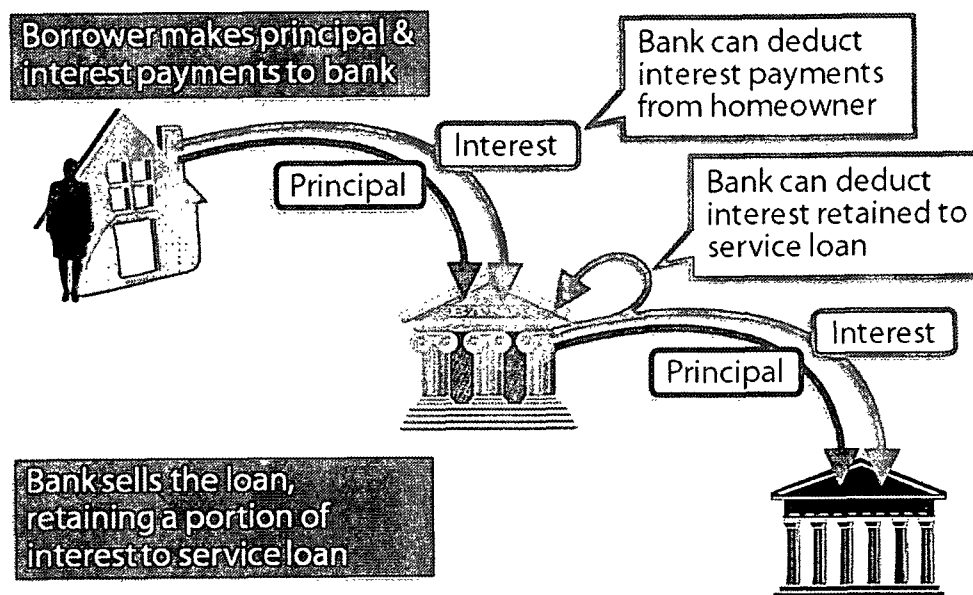 Borrower makes principal &
interest payments to bank
Bank can deduct
interest payments
from homeowner
Interest
Principal
Bank can deduct
interest retained to
service loan
BANK
Interest
Principal
Bank sells the loan,
retaining a portion of
interest to service loan